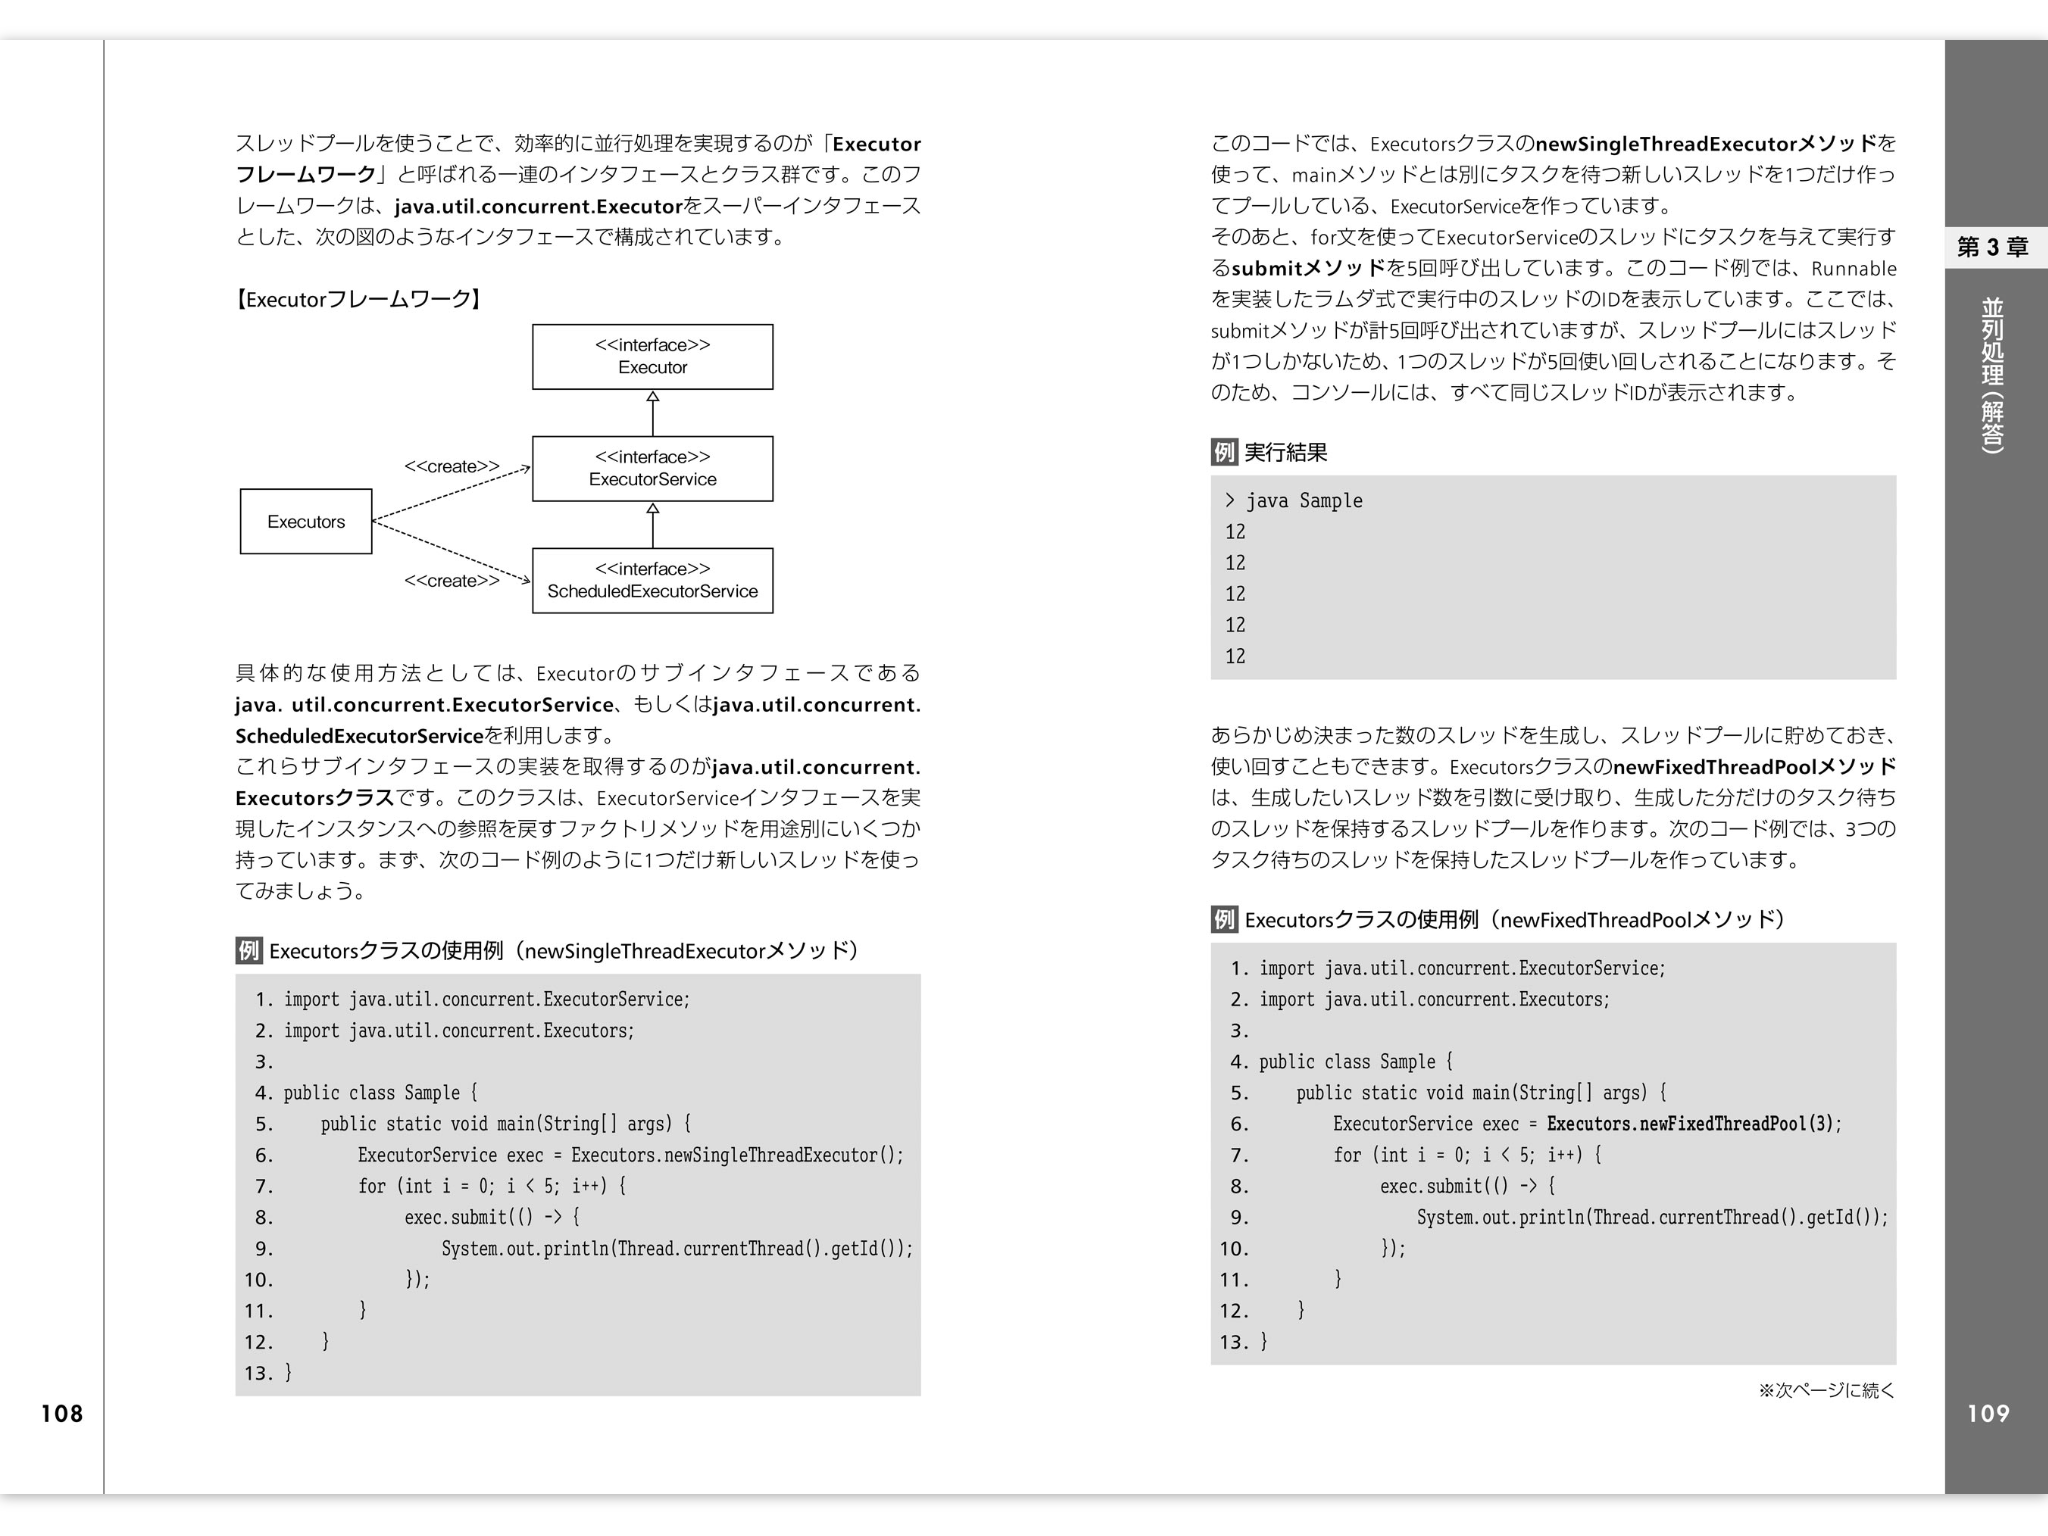 スレッドプールを使うことで、効率的に並行処理を実現するのが「Executor
フレームワーク」と呼ばれる一連のインタフェースとクラス群です。このフ
レームワークは、java.util.concurrent.Executorをスーパーインタフェース
とした、次の図のようなインタフェースで構成されています。
【Executorフレームワーク】
<<interface>>
Executor
<<create>>
<<interface>>
ExecutorService
Executors
<<create>>
<<interface>>
ScheduledExecutorService
具体的な使用方法としては、Executorのサブインタフェースである
java. util.concurrent.ExecutorService、もしくはjava.util.concurrent.
ScheduledExecutorServiceを利用します。
これらサブインタフェースの実装を取得するのがjava.util.concurrent.
Executorsクラスです。このクラスは、ExecutorServiceインタフェースを実
現したインスタンスへの参照を戻すファクトリメソッドを用途別にいくつか
持っています。まず、次のコード例のように1つだけ新しいスレッドを使っ
てみましょう。
例 Executorsクラスの使用例（newSingleThreadExecutorメソッド）
1. import java.util.concurrent.ExecutorService;
2. import java.util.concurrent.Executors;
3.
4. public class Sample {
5.     public static void main(String[] args) {
6.         ExecutorService exec = Executors.newSingleThreadExecutor();
7.         for (int i = 0; i < 5; i++) {
8.              exec.submit(() -> {
9.                  System.out.println(Thread.currentThread().getId());
10.              });
11.         }
12.     }
13. }
108
このコードでは、ExecutorsクラスのnewSingleThreadExecutorメソッドを
使って、mainメソッドとは別にタスクを待つ新しいスレッドを1つだけ作っ
てプールしている、ExecutorServiceを作っています。
そのあと、for文を使ってExecutorServiceのスレッドにタスクを与えて実行す
るsubmitメソッドを5回呼び出しています。このコード例では、Runnable
を実装したラムダ式で実行中のスレッドのIDを表示しています。ここでは、
submitメソッドが計5回呼び出されていますが、スレッドプールにはスレッド
が1つしかないため、1つのスレッドが5回使い回しされることになります。そ
のため、コンソールには、すべて同じスレッドIDが表示されます。
例 実行結果
> java Sample
12
12
12
12
12
あらかじめ決まった数のスレッドを生成し、スレッドプールに貯めておき、
使い回すこともできます。ExecutorsクラスのnewFixedThreadPoolメソッド
は、生成したいスレッド数を引数に受け取り、生成した分だけのタスク待ち
のスレッドを保持するスレッドプールを作ります。次のコード例では、3つの
タスク待ちのスレッドを保持したスレッドプールを作っています。
例 Executorsクラスの使用例（newFixedThreadPoolメソッド）
1. import java.util.concurrent.ExecutorService;
2. import java.util.concurrent.Executors;
3.
4. public class Sample {
5.     public static void main(String[] args) {
6.         ExecutorService exec = Executors.newFixedThreadPool(3);
7.         for (int i = 0; i < 5; i++) {
8.              exec.submit(() -> {
9.                  System.out.println(Thread.currentThread().getId());
10.              });
11.         }
12.     }
13. }
※次ページに続く
第 3 章
並列処理（解答）
109